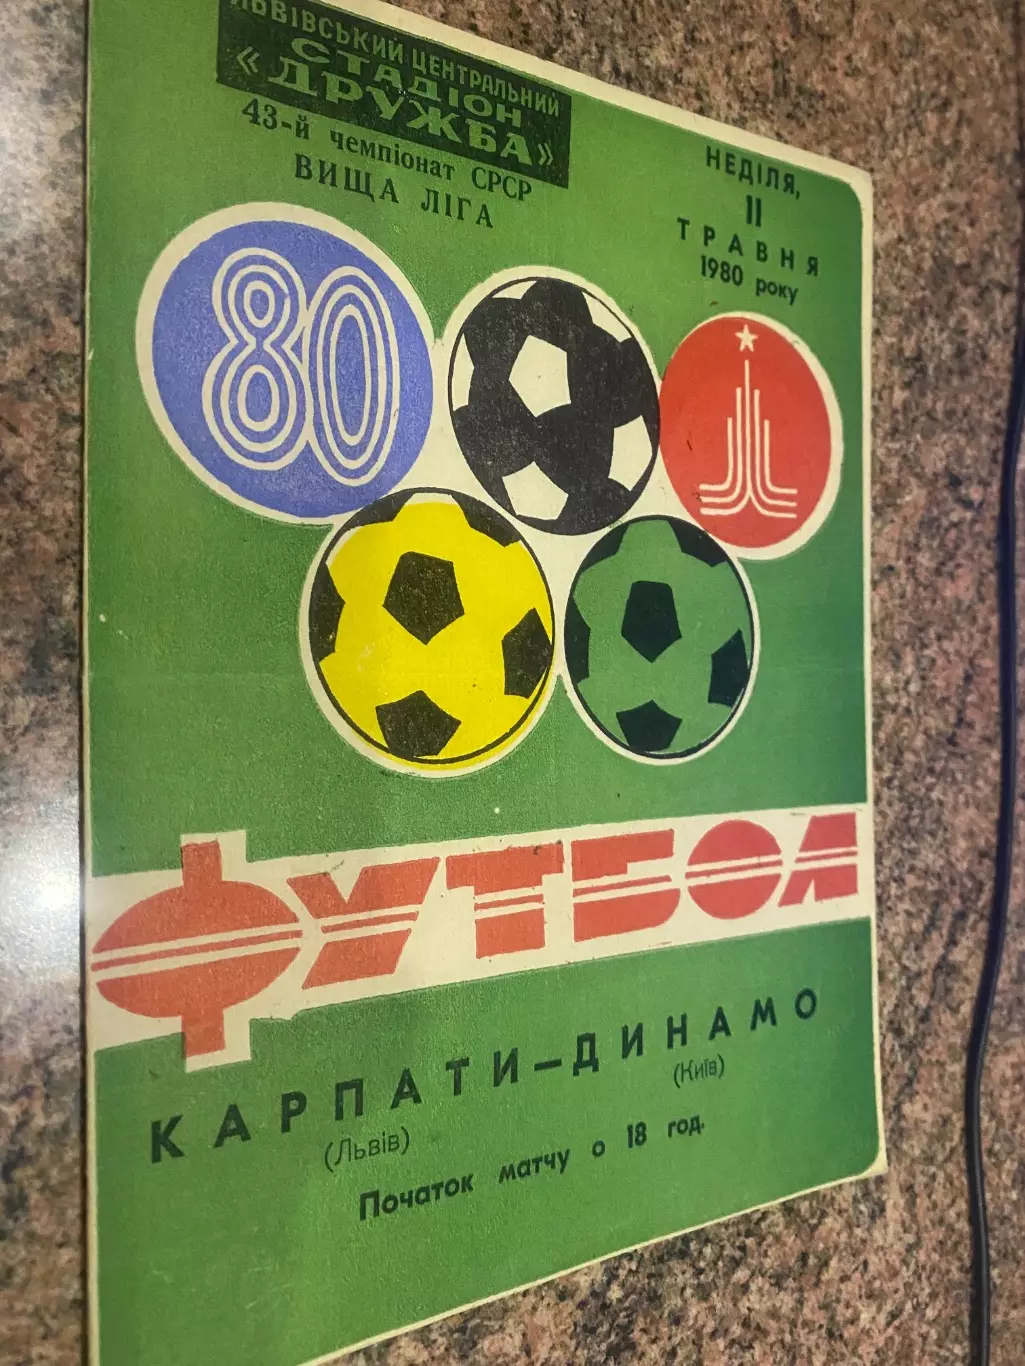 ЛЬВІВСЬКИЙ ЦЕНТРАЛЬНИЙ
СТАДІОН
«ДРУЖБА»
43-й чемпіонат СРСР
ВИЩА ЛІГА
НЕДІЛЯ,
11
ТРАВНЯ
1980 року
80
ФУТБОЛ
КАРПАТИ–ДИНАМО
(Львів)
(Київ)
Початок матчу о 18 год.